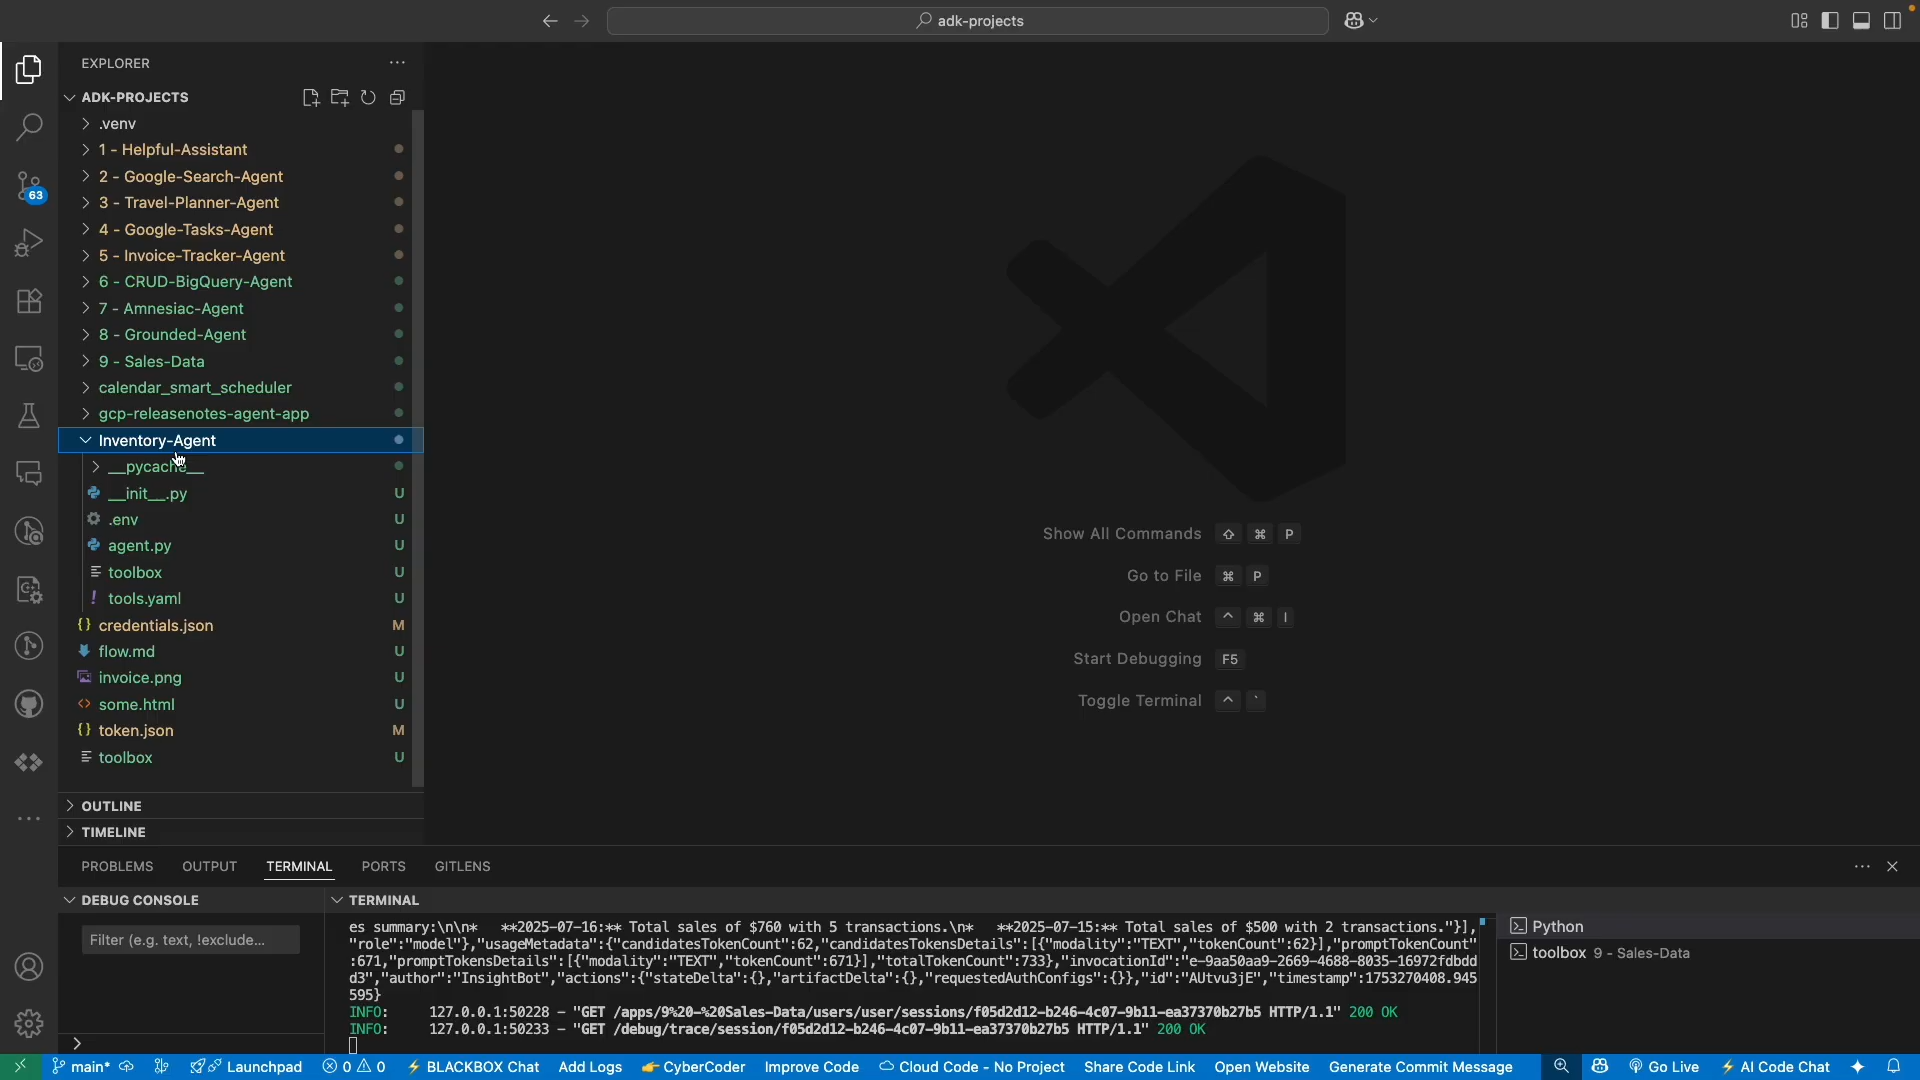 adk-projects
EXPLORER
ADK-PROJECTS
.venv
1 - Helpful-Assistant
2 - Google-Search-Agent
3 - Travel-Planner-Agent
4 - Google-Tasks-Agent
5 - Invoice-Tracker-Agent
6 - CRUD-BigQuery-Agent
7 - Amnesiac-Agent
8 - Grounded-Agent
9 - Sales-Data
calendar_smart_scheduler
gcp-releasenotes-agent-app
Inventory-Agent
__pycache__
__init__.py U
.env U
agent.py U
toolbox U
tools.yaml U
credentials.json M
flow.md U
invoice.png U
some.html U
token.json M
toolbox U
OUTLINE
TIMELINE
63
Show All Commands ⇧ ⌘ P
Go to File ⌘ P
Open Chat ^ ⌘ I
Start Debugging F5
Toggle Terminal ^ `
PROBLEMS OUTPUT TERMINAL PORTS GITLENS
DEBUG CONSOLE
Filter (e.g. text, !exclude...
TERMINAL
es summary:\n\n*   **2025-07-16:** Total sales of $760 with 5 transactions.\n*   **2025-07-15:** Total sales of $500 with 2 transactions."}],
"role":"model"},"usageMetadata":{"candidatesTokenCount":62,"candidatesTokensDetails":[{"modality":"TEXT","tokenCount":62}],"promptTokenCount"
:671,"promptTokensDetails":[{"modality":"TEXT","tokenCount":671}],"totalTokenCount":733},"invocationId":"e-9aa50aa9-2669-4688-8035-16972fdbdd
d3","author":"InsightBot","actions":{"stateDelta":{},"artifactDelta":{},"requestedAuthConfigs":{}},"id":"AUtvu3jE","timestamp":1753270408.945
595}
INFO:     127.0.0.1:50228 - "GET /apps/9%20-%20Sales-Data/users/user/sessions/f05d2d12-b246-4c07-9b11-ea37370b27b5 HTTP/1.1" 200 OK
INFO:     127.0.0.1:50233 - "GET /debug/trace/session/f05d2d12-b246-4c07-9b11-ea37370b27b5 HTTP/1.1" 200 OK
Python
toolbox 9 - Sales-Data
main* Launchpad 0 0 BLACKBOX Chat Add Logs CyberCoder Improve Code Cloud Code - No Project Share Code Link Open Website Generate Commit Message Go Live AI Code Chat